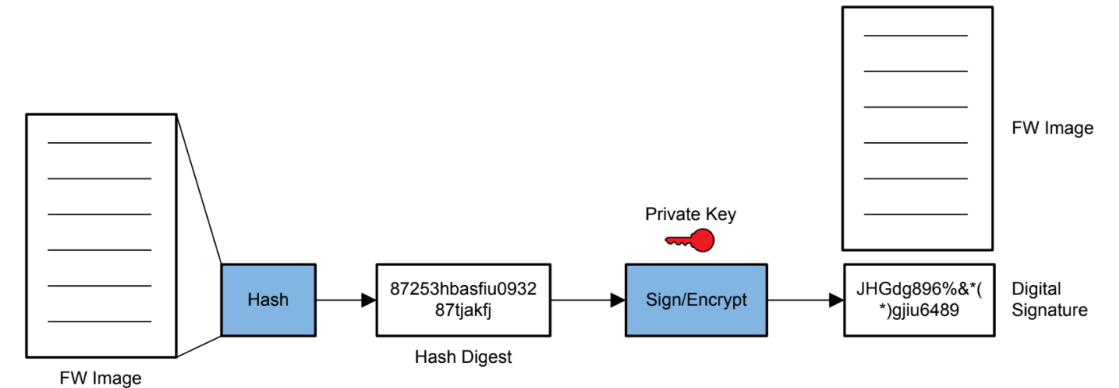 FW Image
Private Key
Hash
87253hbasfiu0932
87tjakfj
Sign/Encrypt
JHGdg896%&*(
*)gjiu6489
Digital
Signature
Hash Digest
FW Image